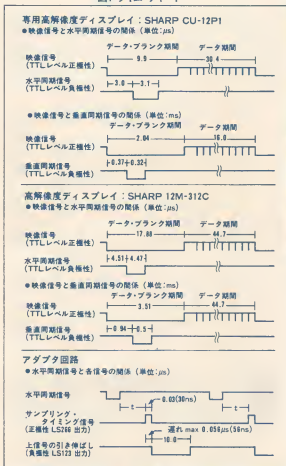 専用高解像度ディスプレイ：SHARP CU-12P1
●映像信号と水平同期信号の関係（単位：μs）
データ・ブランク期間 データ期間
9.9 30.4
映像信号
(TTLレベル正極性)
水平同期信号
(TTLレベル負極性)
3.0 3.1
●映像信号と垂直同期信号の関係（単位：ms）
データ・ブランク期間 データ期間
2.04 16.0
映像信号
(TTLレベル正極性)
0.37 0.32
垂直同期信号
(TTLレベル負極性)
高解像度ディスプレイ：SHARP 12M-312C
●映像信号と水平同期信号の関係（単位：μs）
データ・ブランク期間 データ期間
17.88 44.7
映像信号
(TTLレベル正極性)
水平同期信号
(TTLレベル負極性)
4.51 4.47
●映像信号と垂直同期信号の関係（単位：ms）
データ・ブランク期間 データ期間
3.51 44.7
映像信号
(TTLレベル正極性)
0.94 0.5
垂直同期信号
(TTLレベル負極性)
アダプタ回路
●水平同期信号と各信号の関係（単位：μs）
水平同期信号
0.03(30ns)
t t
サンプリング・
タイミング信号
(正極性 LS266 出力)
遅れ max 0.056μs(56ns)
10.0
上信号の引き伸ばし
(負極性 LS123 出力)